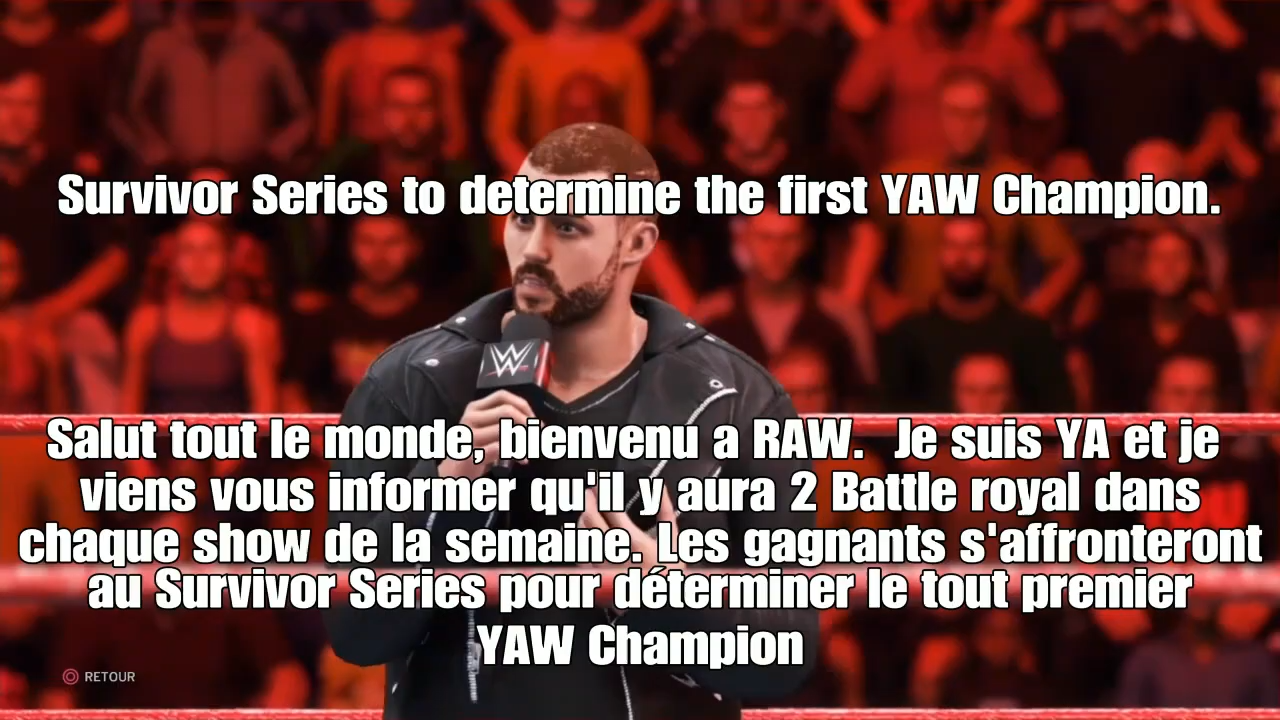 Survivor Series to determine the first YAW Champion.
W
Salut tout le monde, bienvenu a RAW.  Je suis YA et je
viens vous informer qu'il y aura 2 Battle royal dans
chaque show de la semaine. Les gagnants s'affronteront
au Survivor Series pour déterminer le tout premier
YAW Champion
RETOUR